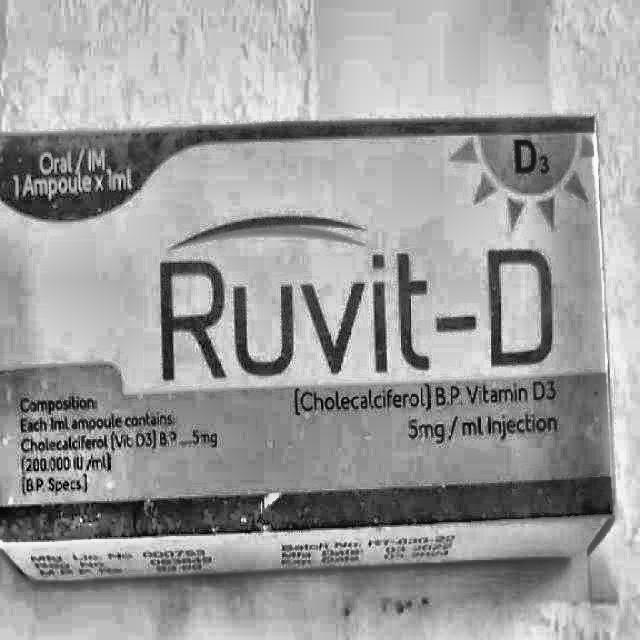 Oral / IM
1 Ampoule x 1ml
D3
Ruvit-D
[Cholecalciferol] B.P. Vitamin D3
5mg / ml Injection
Composition:
Each 1ml ampoule contains:
Cholecalciferol (Vit. D3) B.P. ....5mg
(200.000 IU /ml)
[B.P. Specs.]